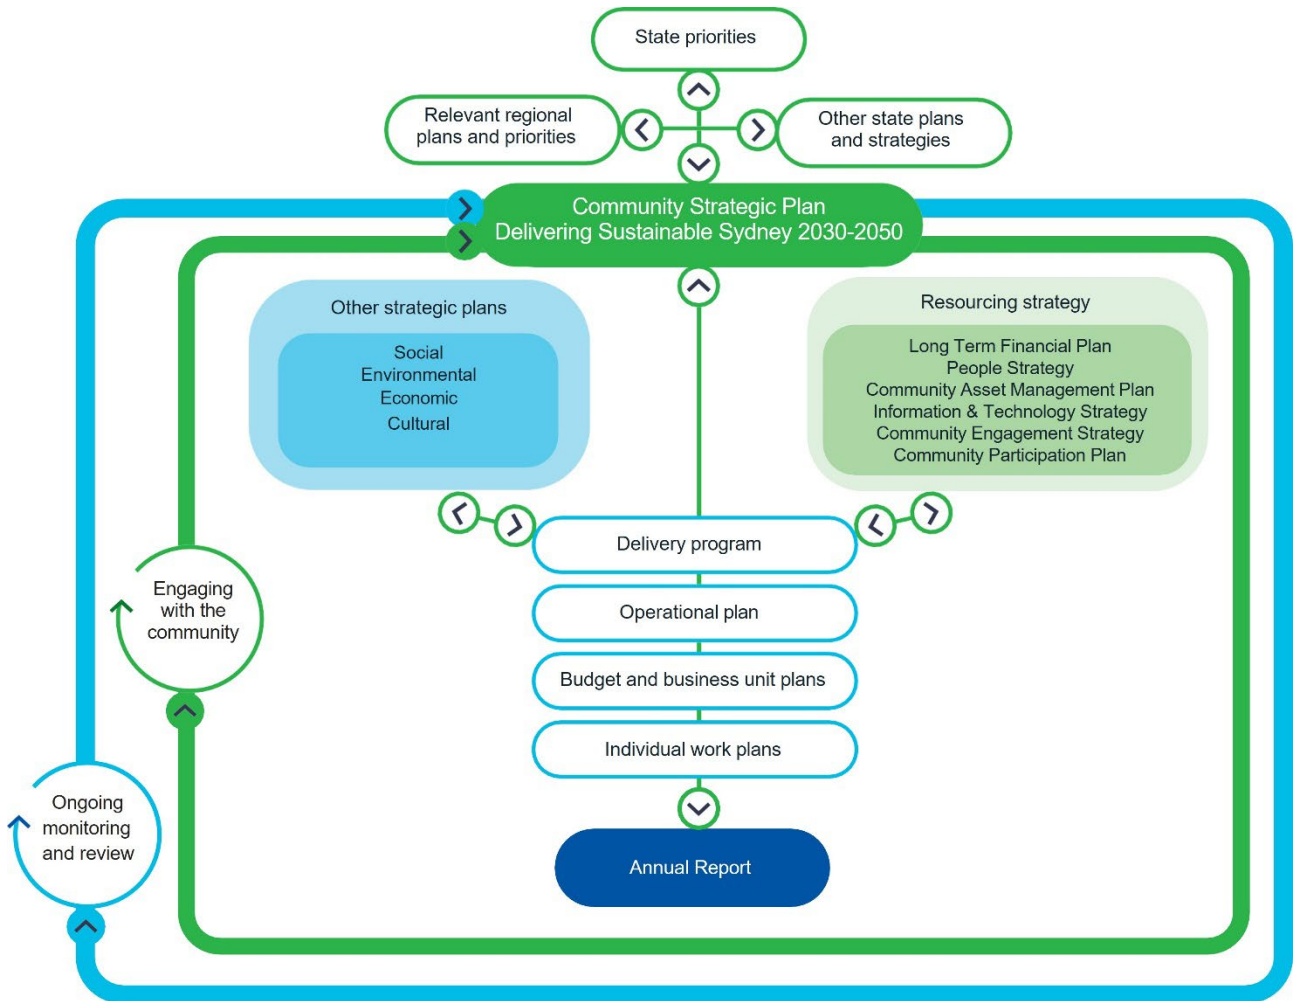 State priorities
Relevant regional
plans and priorities
Other state plans
and strategies
Community Strategic Plan
Delivering Sustainable Sydney 2030-2050
Other strategic plans
Social
Environmental
Economic
Cultural
Resourcing strategy
Long Term Financial Plan
People Strategy
Community Asset Management Plan
Information & Technology Strategy
Community Engagement Strategy
Community Participation Plan
Delivery program
Operational plan
Budget and business unit plans
Individual work plans
Annual Report
Engaging
with the
community
Ongoing
monitoring
and review